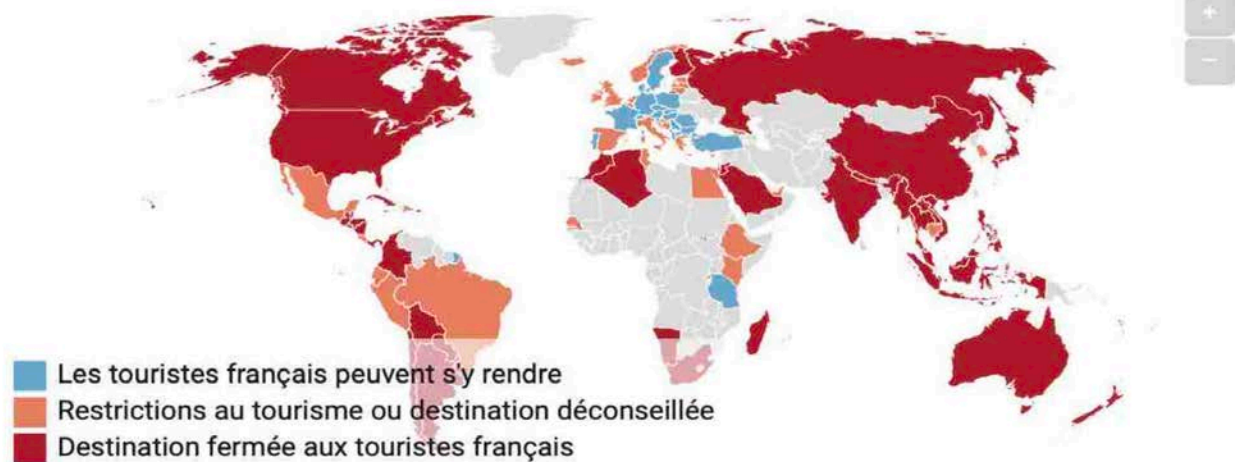 +
−
Les touristes français peuvent s'y rendre
Restrictions au tourisme ou destination déconseillée
Destination fermée aux touristes français